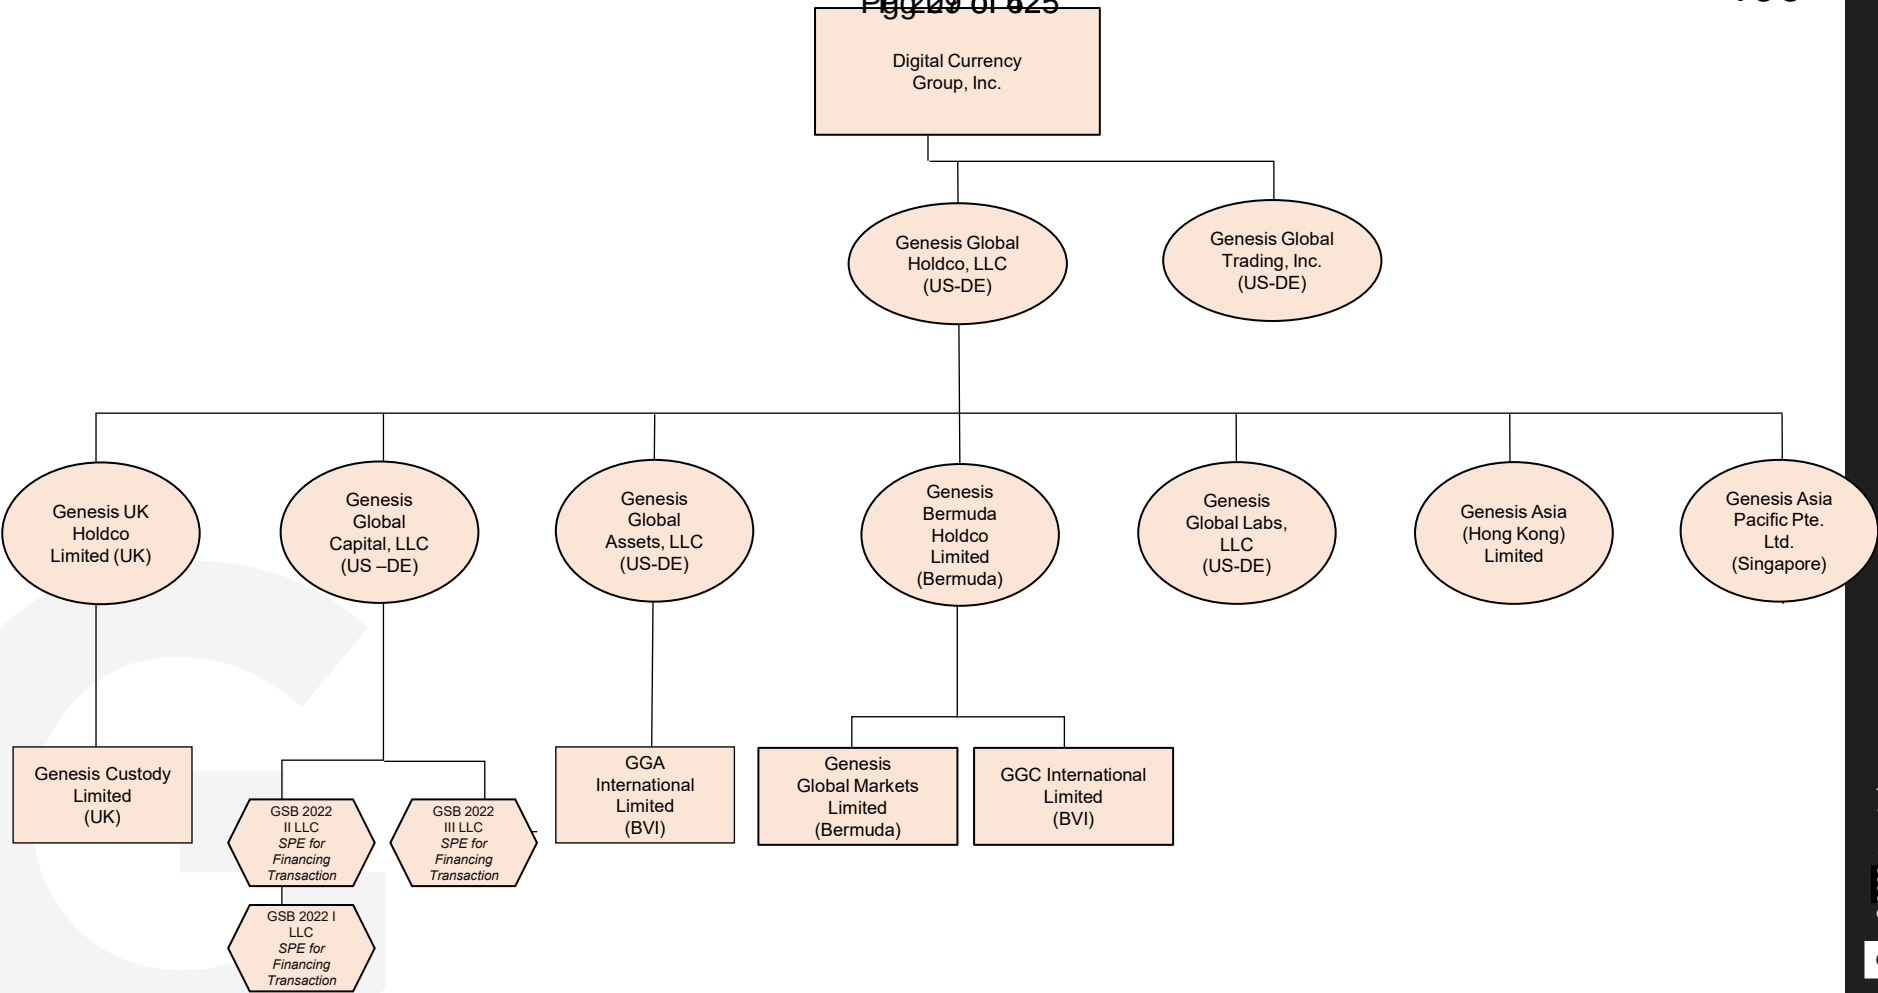 Digital Currency
Group, Inc.
Genesis Global
Holdco, LLC
(US-DE)
Genesis Global
Trading, Inc.
(US-DE)
Genesis UK
Holdco
Limited (UK)
Genesis
Global
Capital, LLC
(US –DE)
Genesis
Global
Assets, LLC
(US-DE)
Genesis
Bermuda
Holdco
Limited
(Bermuda)
Genesis
Global Labs,
LLC
(US-DE)
Genesis Asia
(Hong Kong)
Limited
Genesis Asia
Pacific Pte.
Ltd.
(Singapore)
Genesis Custody
Limited
(UK)
GSB 2022
II LLC
SPE for
Financing
Transaction
GSB 2022
III LLC
SPE for
Financing
Transaction
GGA
International
Limited
(BVI)
Genesis
Global Markets
Limited
(Bermuda)
GGC International
Limited
(BVI)
GSB 2022 I
LLC
SPE for
Financing
Transaction